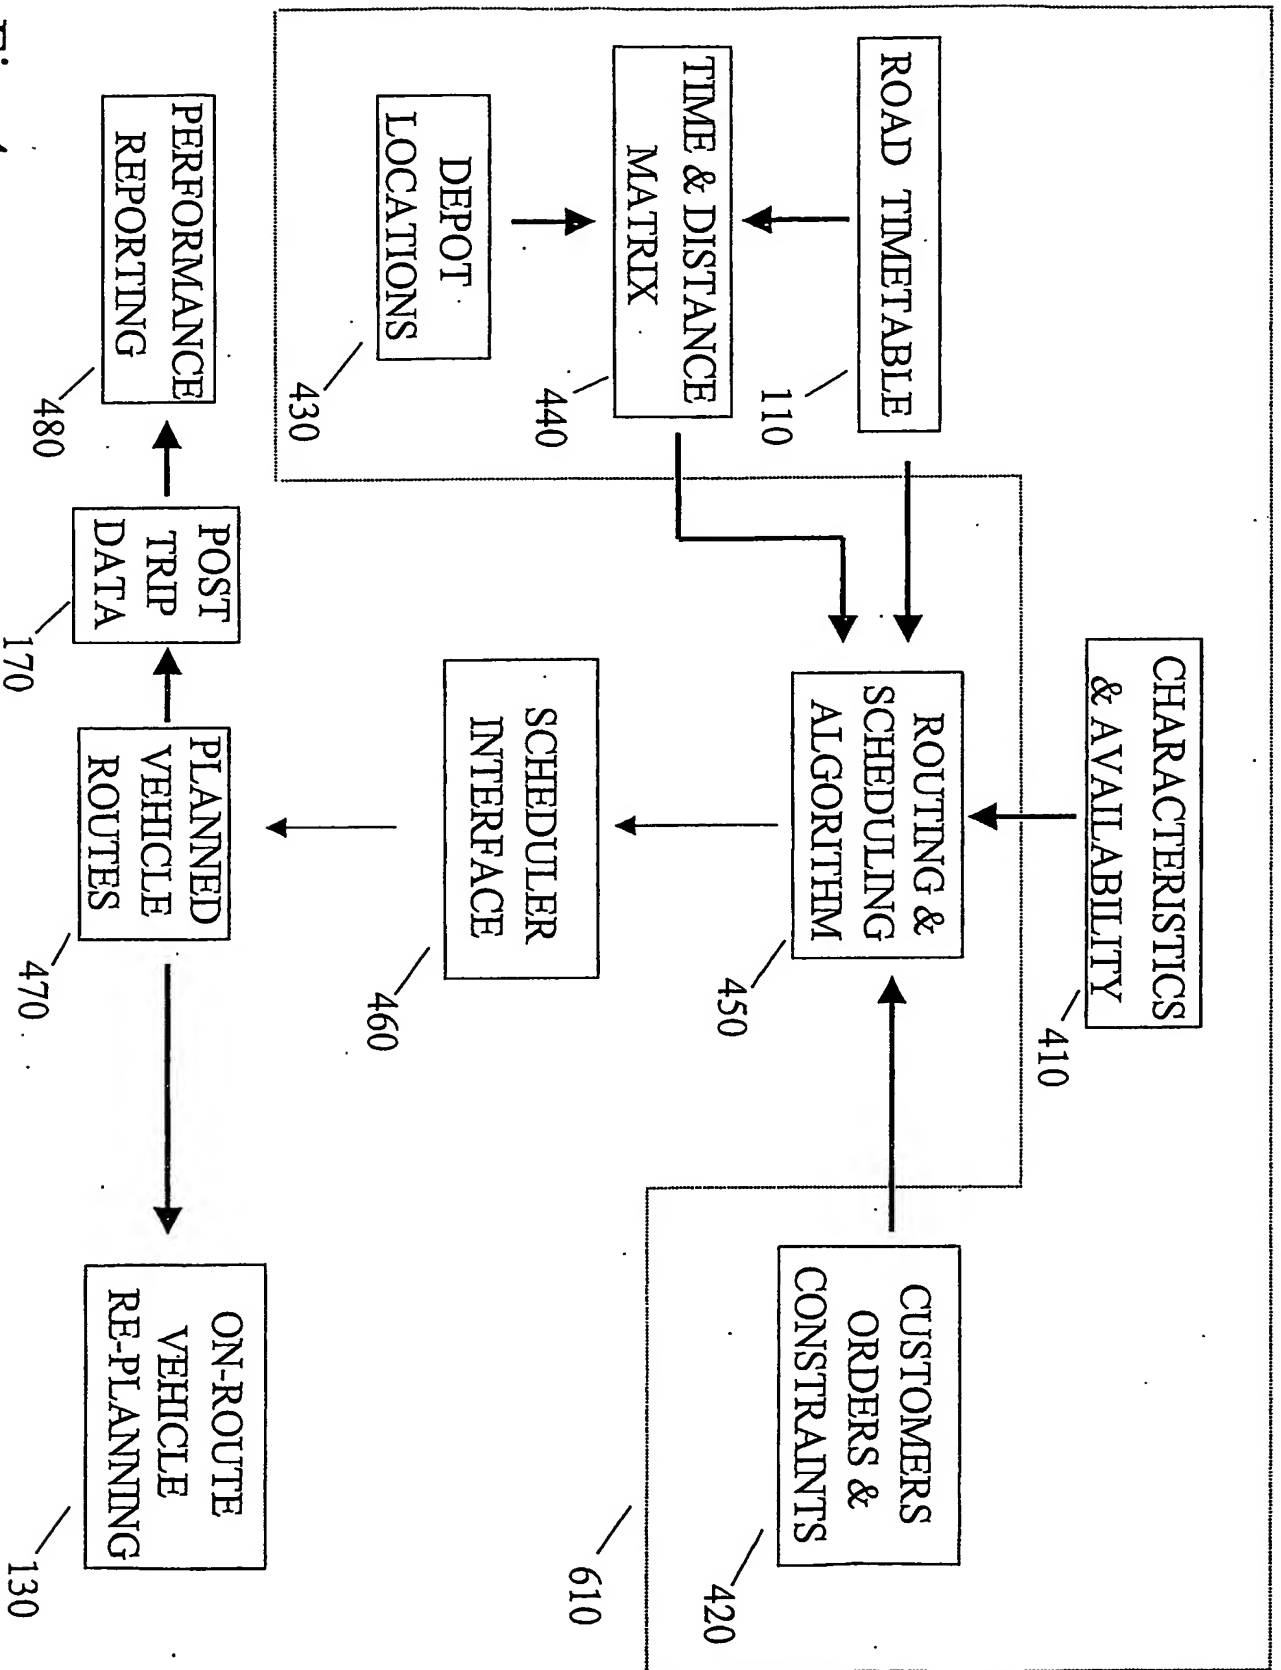 CHARACTERISTICS
& AVAILABILITY
410
ROAD TIMETABLE
110
TIME & DISTANCE
MATRIX
440
DEPOT
LOCATIONS
430
ROUTING &
SCHEDULING
ALGORITHM
450
CUSTOMERS
ORDERS &
CONSTRAINTS
420
610
SCHEDULER
INTERFACE
460
PERFORMANCE
REPORTING
480
POST
TRIP
DATA
170
PLANNED
VEHICLE
ROUTES
470
ON-ROUTE
VEHICLE
RE-PLANNING
130